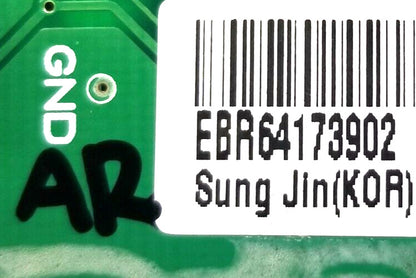 GND
AR
EBR64173902
Sung Jin(KOR)